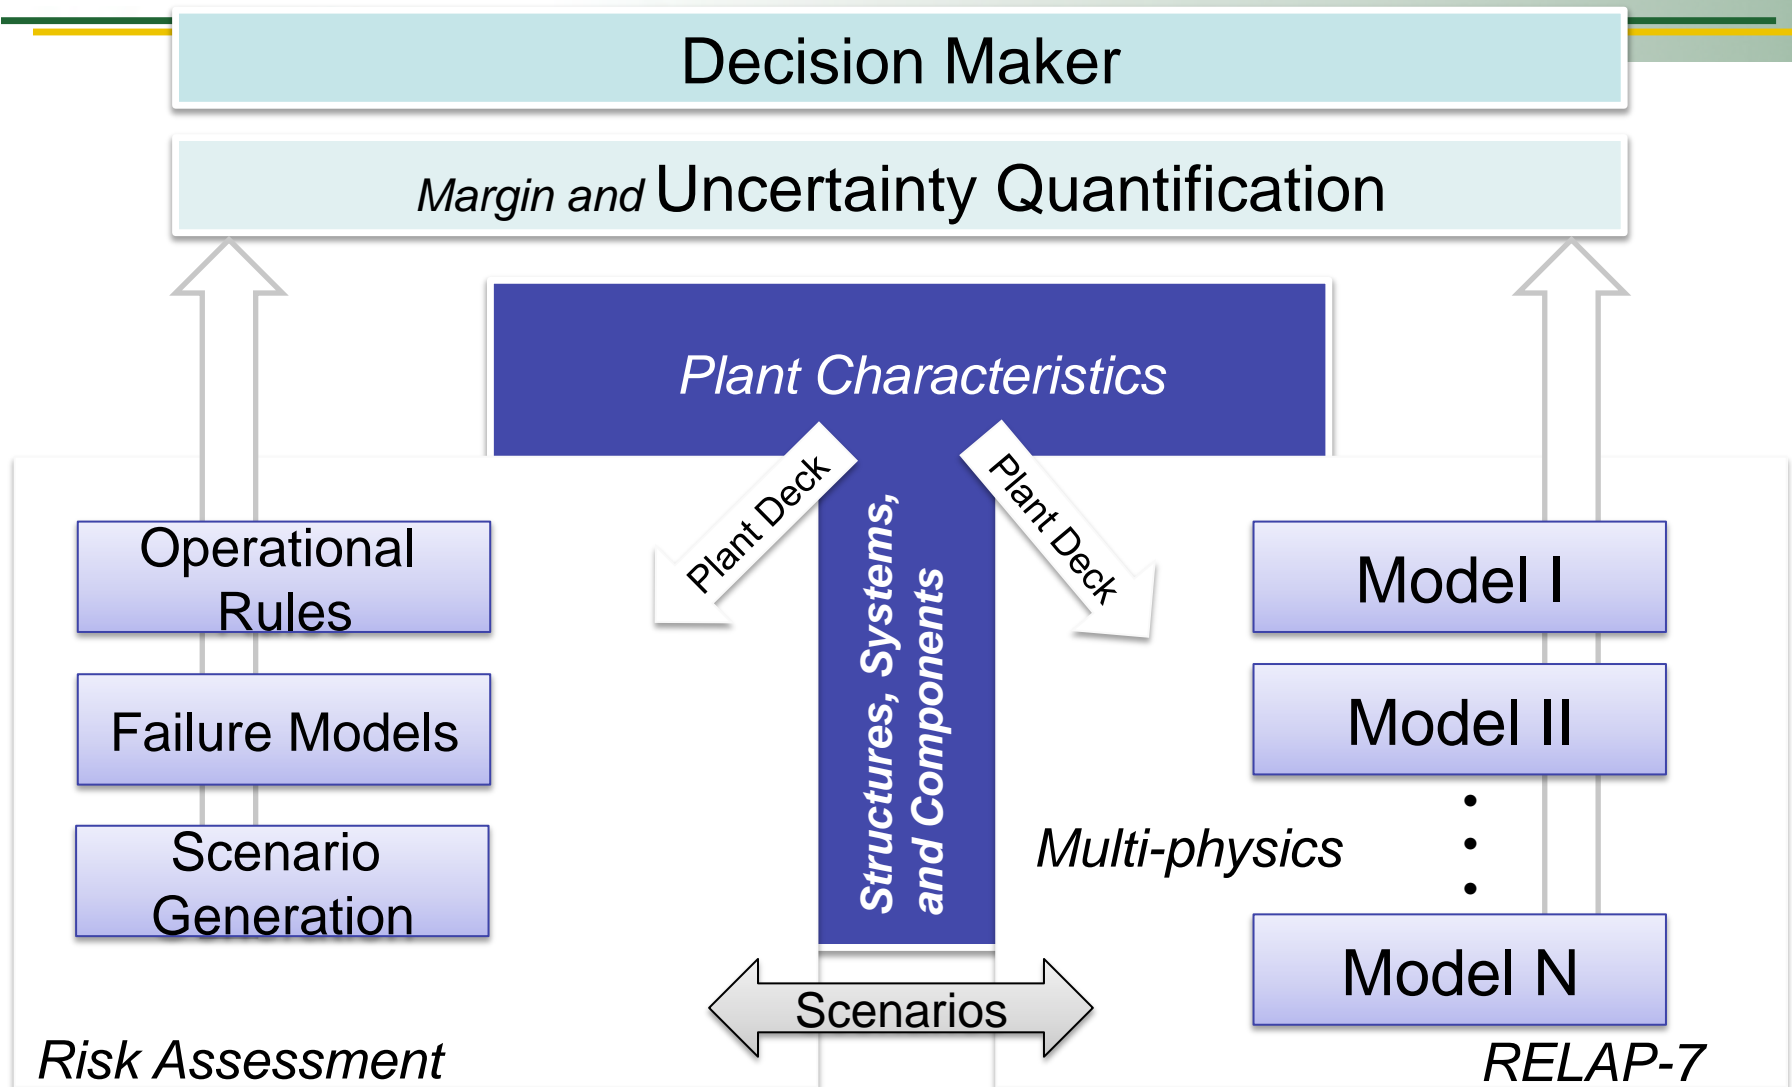 Decision Maker
Margin and Uncertainty Quantification
Plant Characteristics
Plant Deck
Plant Deck
Structures, Systems,
and Components
Operational
Rules
Failure Models
Scenario
Generation
Model I
Model II
Multi-physics
Model N
Scenarios
Risk Assessment
RELAP-7